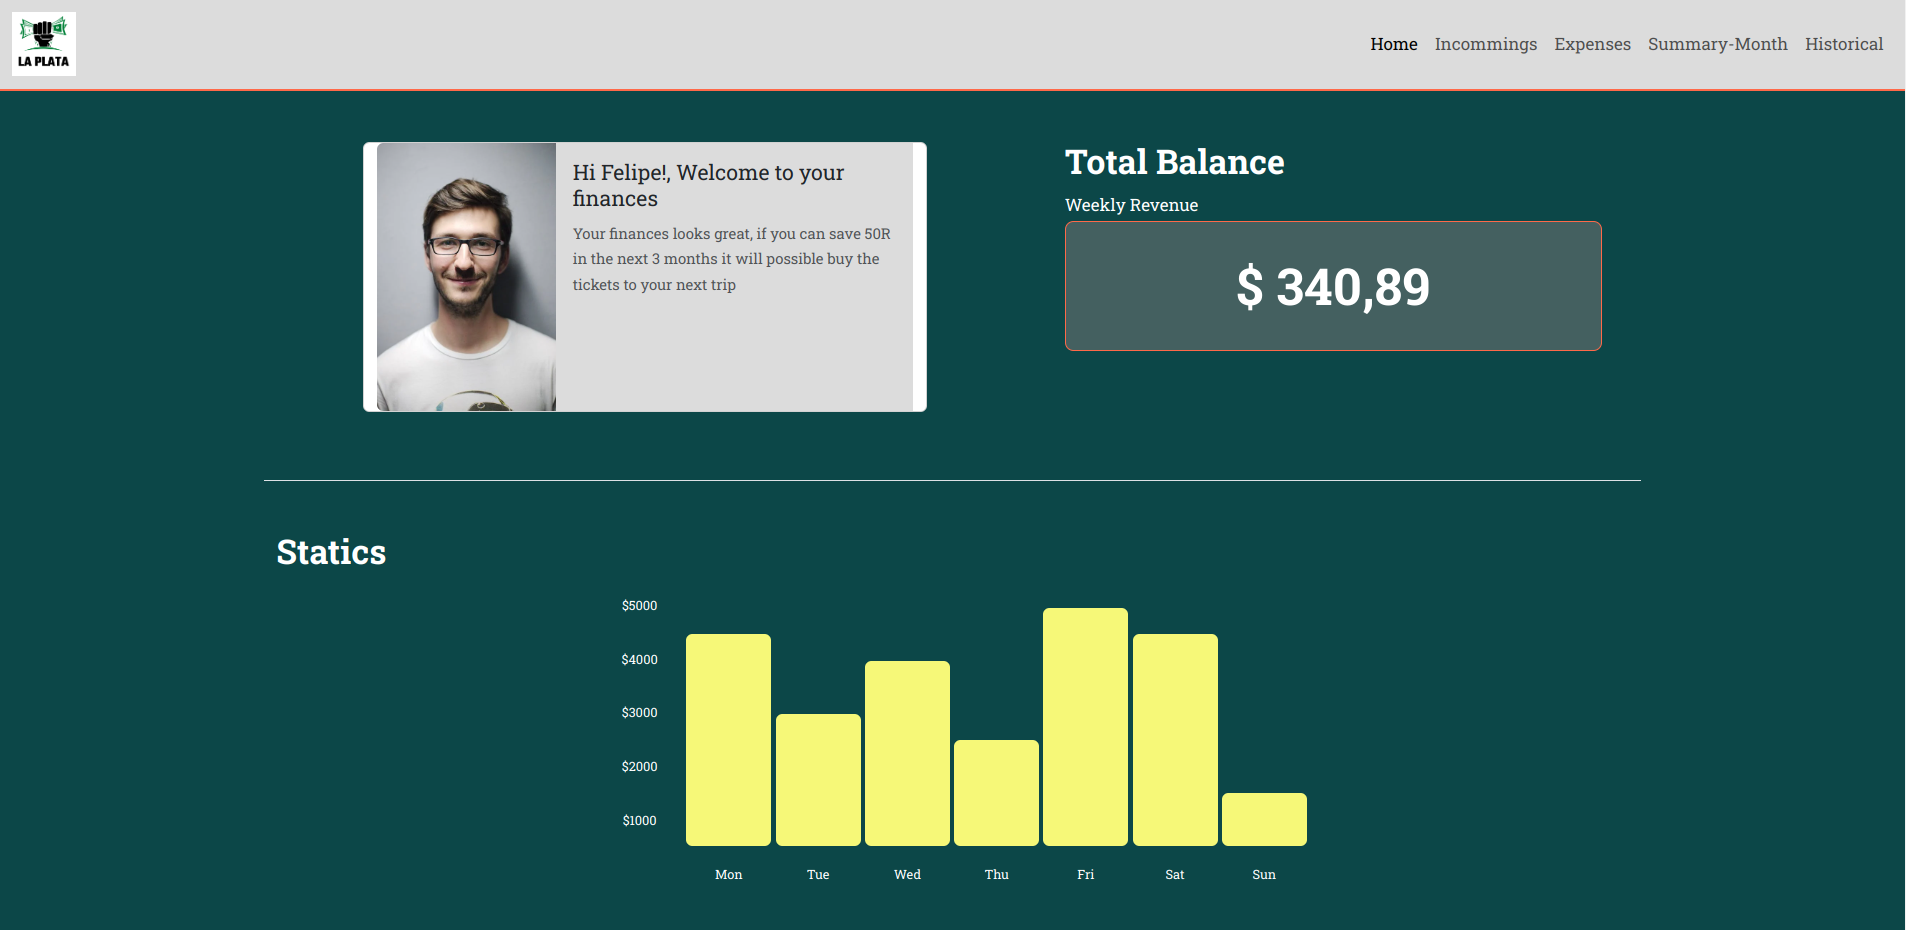 LA PLATA
Home Incommings Expenses Summary-Month Historical
Hi Felipe!, Welcome to your
finances
Your finances looks great, if you can save 50R
in the next 3 months it will possible buy the
tickets to your next trip
Total Balance
Weekly Revenue
$ 340,89
Statics
$5000
$4000
$3000
$2000
$1000
Mon Tue Wed Thu Fri Sat Sun